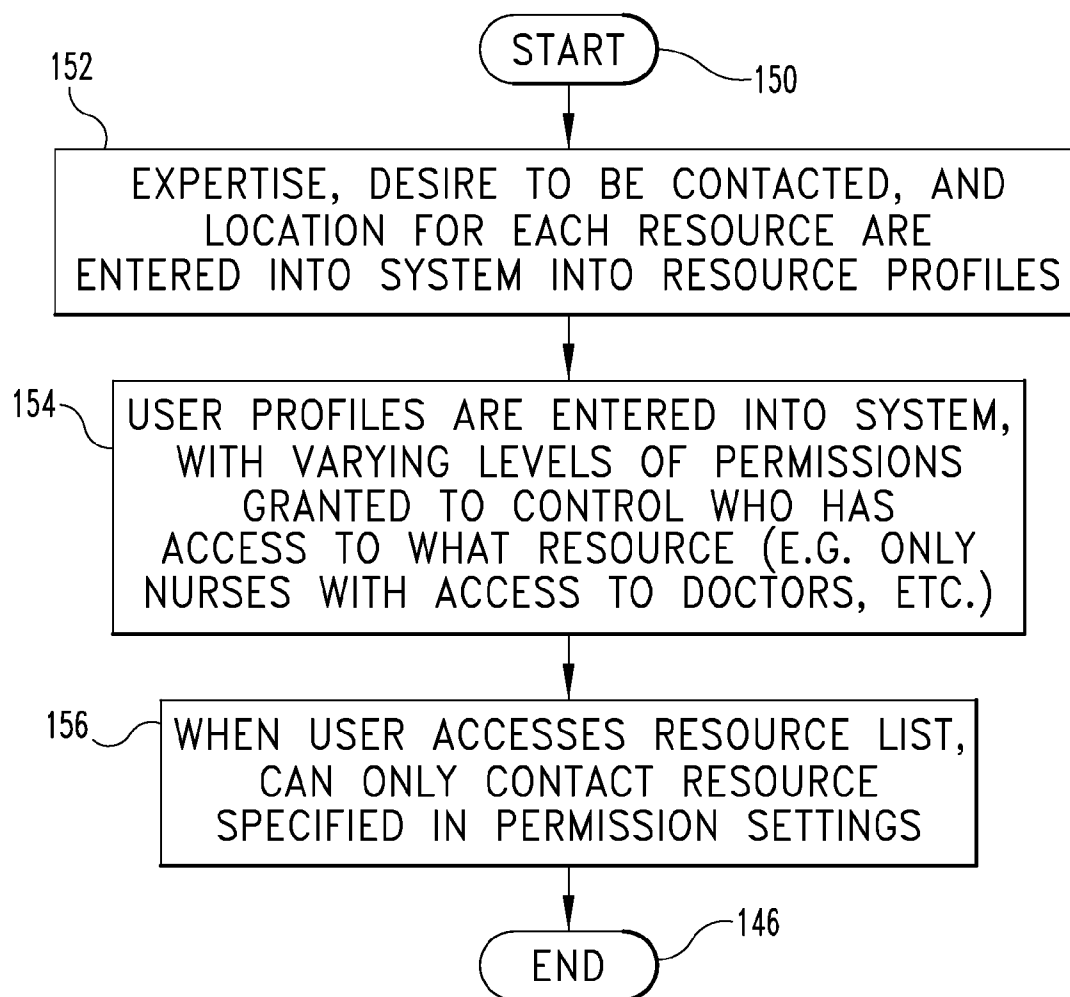 START
150
152
EXPERTISE, DESIRE TO BE CONTACTED, AND
LOCATION FOR EACH RESOURCE ARE
ENTERED INTO SYSTEM INTO RESOURCE PROFILES
154
USER PROFILES ARE ENTERED INTO SYSTEM,
WITH VARYING LEVELS OF PERMISSIONS
GRANTED TO CONTROL WHO HAS
ACCESS TO WHAT RESOURCE (E.G. ONLY
NURSES WITH ACCESS TO DOCTORS, ETC.)
156
WHEN USER ACCESSES RESOURCE LIST,
CAN ONLY CONTACT RESOURCE
SPECIFIED IN PERMISSION SETTINGS
146
END